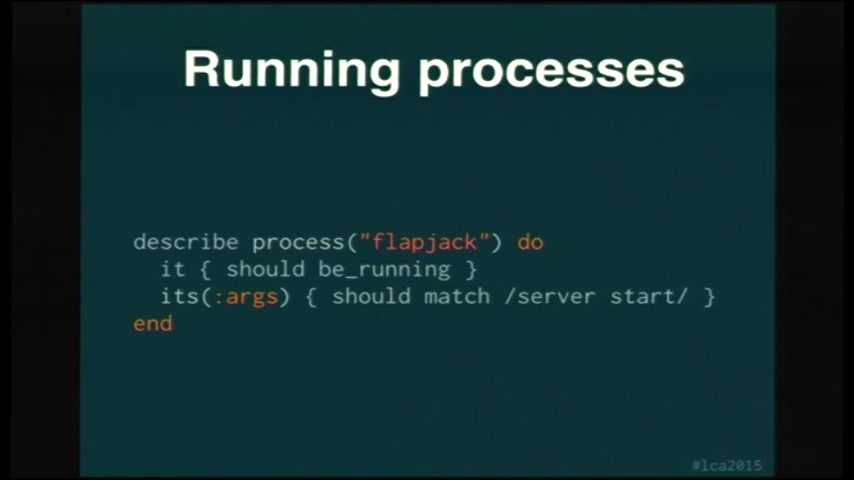 Running processes
describe process("flapjack") do
  it { should be_running }
  its(:args) { should match /server start/ }
end
#lca2015